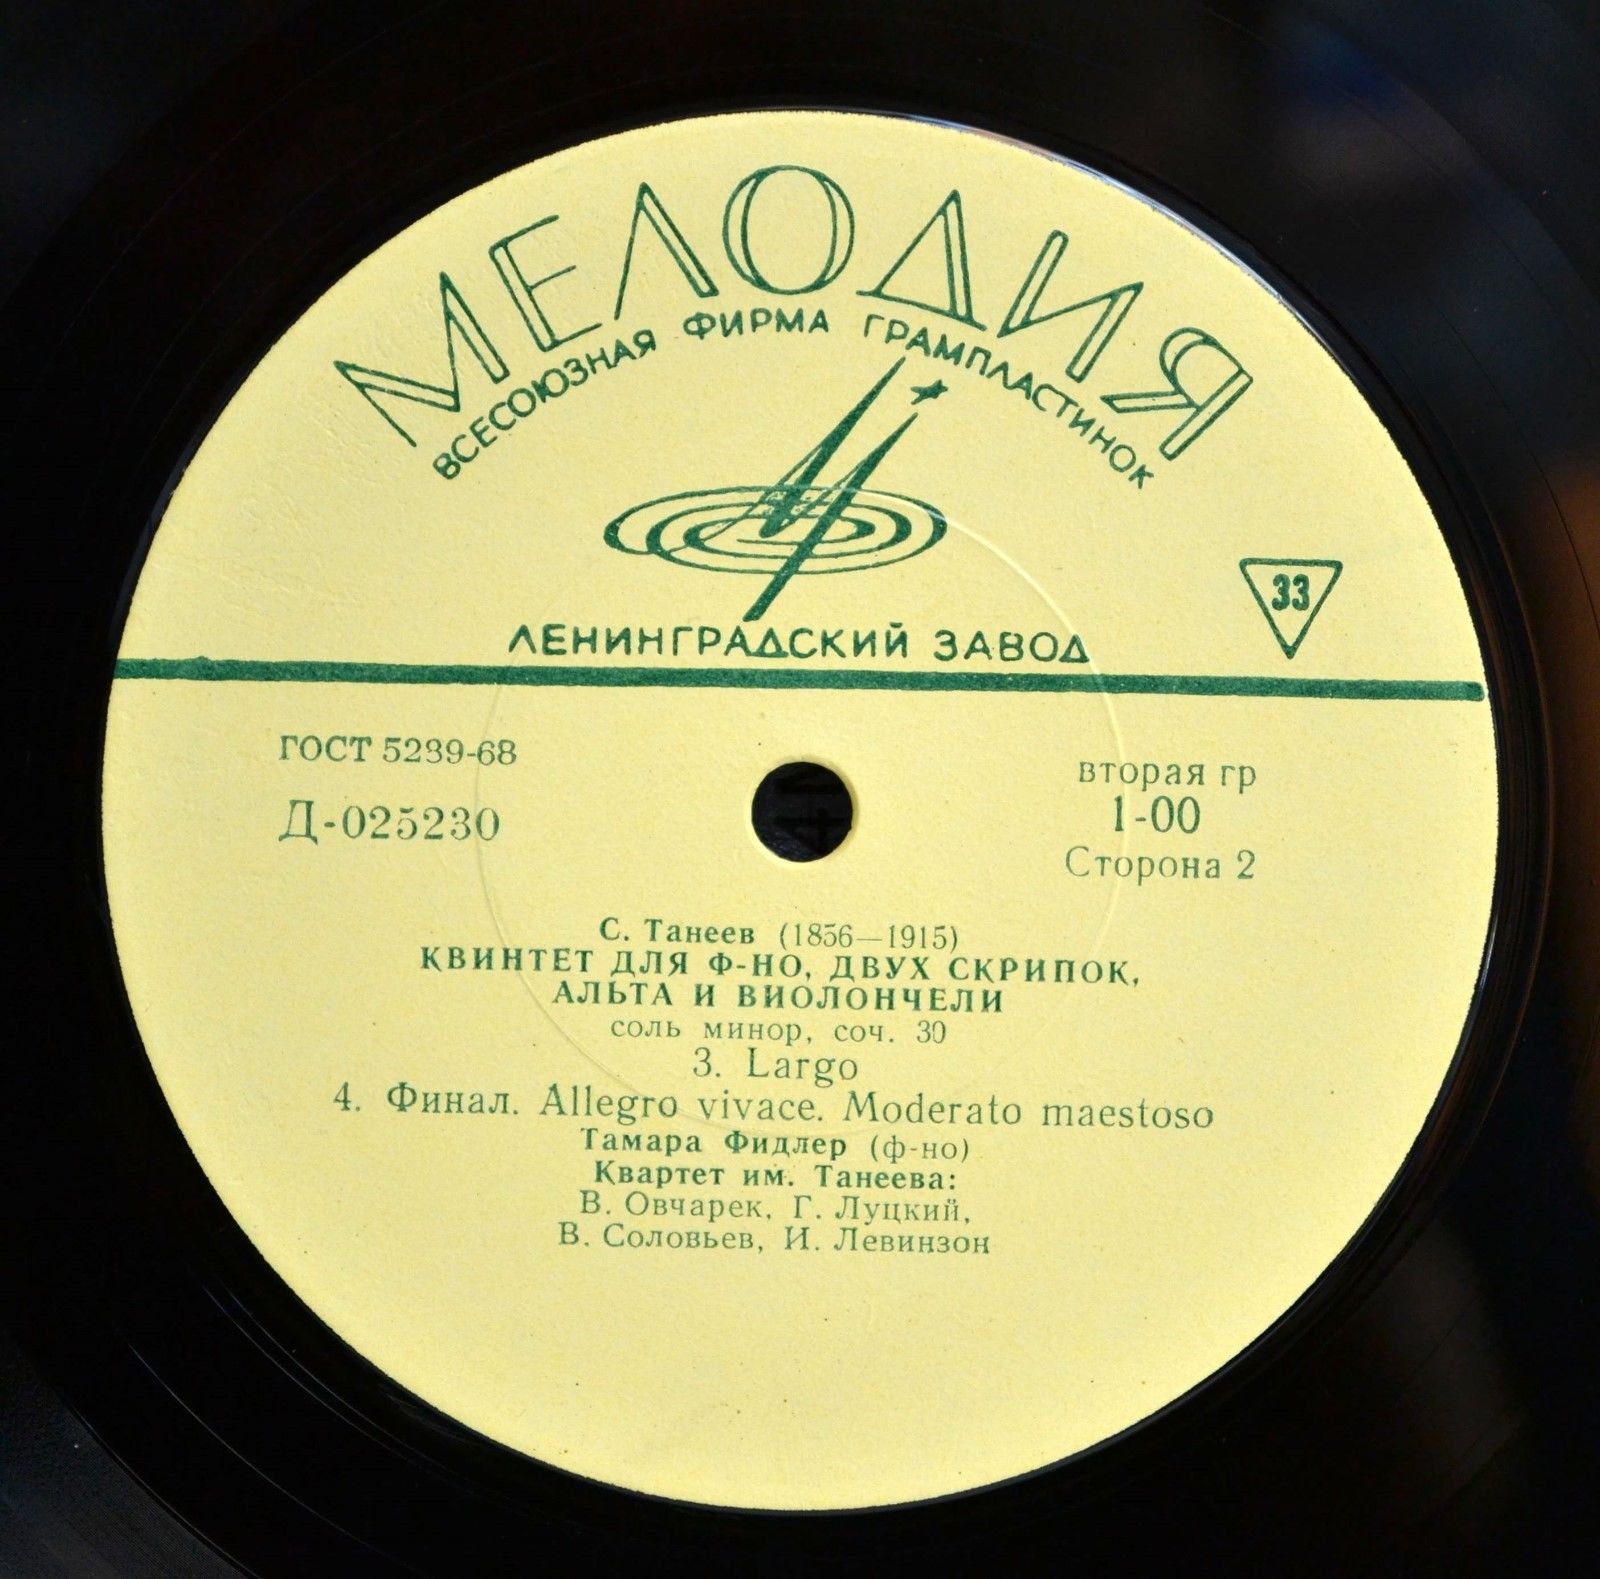 МЕЛОДИЯ
ВСЕСОЮЗНАЯ ФИРМА ГРАМПЛАСТИНОК
33
ЛЕНИНГРАДСКИЙ ЗАВОД
ГОСТ 5289-68
Д-025230
вторая гр
1-00
Сторона 2
С. Танеев (1856—1915)
КВИНТЕТ ДЛЯ Ф-НО, ДВУХ СКРИПОК,
АЛЬТА И ВИОЛОНЧЕЛИ
соль минор, соч. 30
3. Largo
4. Финал. Allegro vivace. Moderato maestoso
Тамара Фидлер (ф-но)
Квартет им. Танеева:
В. Овчарек, Г. Луцкий,
В. Соловьев, И. Левинзон